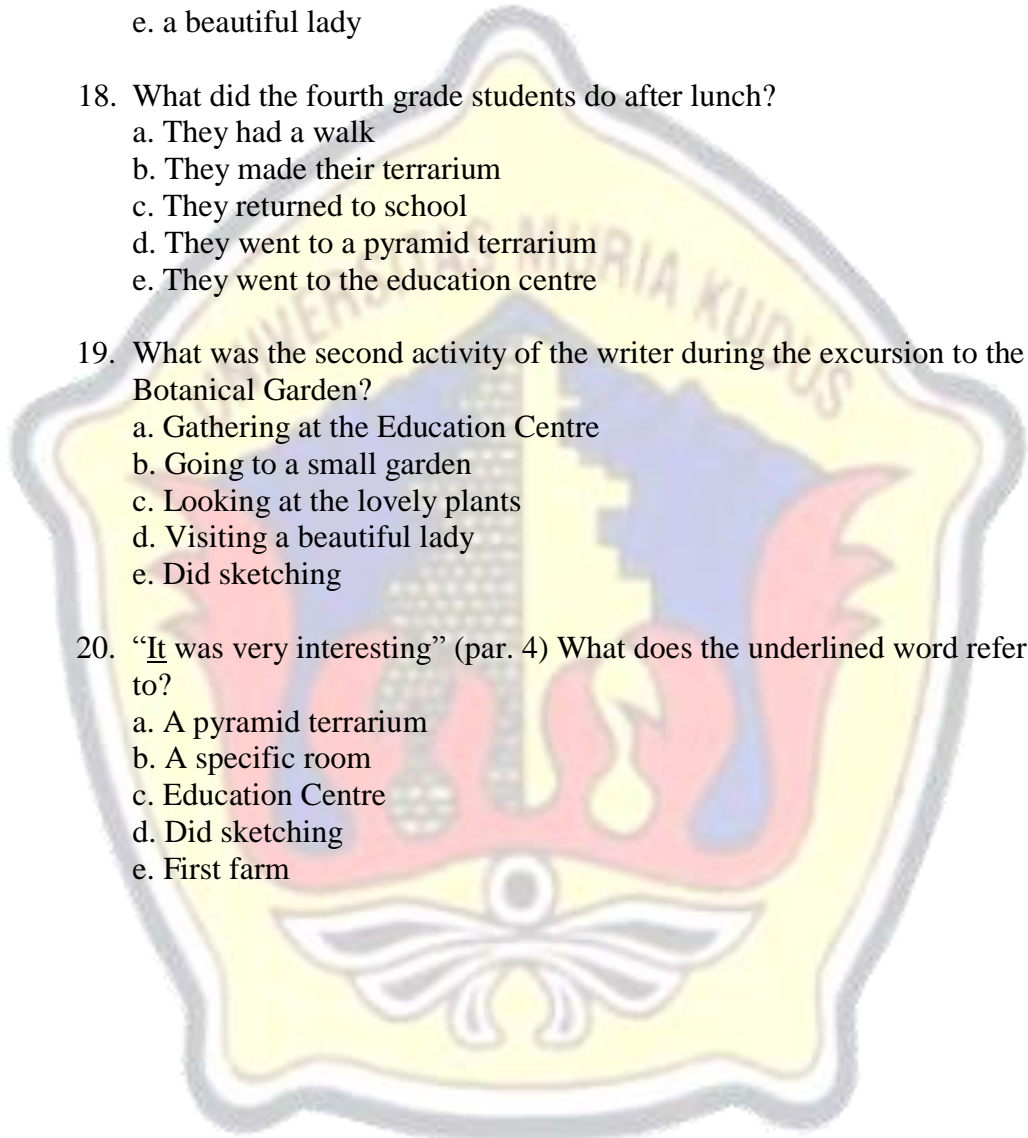 e. a beautiful lady
18. What did the fourth grade students do after lunch?
a. They had a walk
b. They made their terrarium
c. They returned to school
d. They went to a pyramid terrarium
e. They went to the education centre
19. What was the second activity of the writer during the excursion to the
Botanical Garden?
a. Gathering at the Education Centre
b. Going to a small garden
c. Looking at the lovely plants
d. Visiting a beautiful lady
e. Did sketching
20. “It was very interesting” (par. 4) What does the underlined word refer
to?
a. A pyramid terrarium
b. A specific room
c. Education Centre
d. Did sketching
e. First farm
UNIVERSITAS MURIA KUDUS